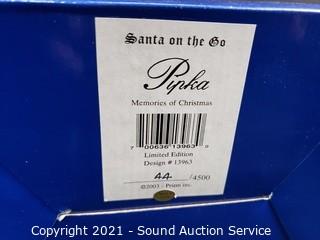 Santa on the Go
Pipka
Memories of Christmas
7 00636 13963 9
Limited Edition
Design # 13963
44 /4500
©2003 - Prizm inc.
Copyright 2021 - Sound Auction Service